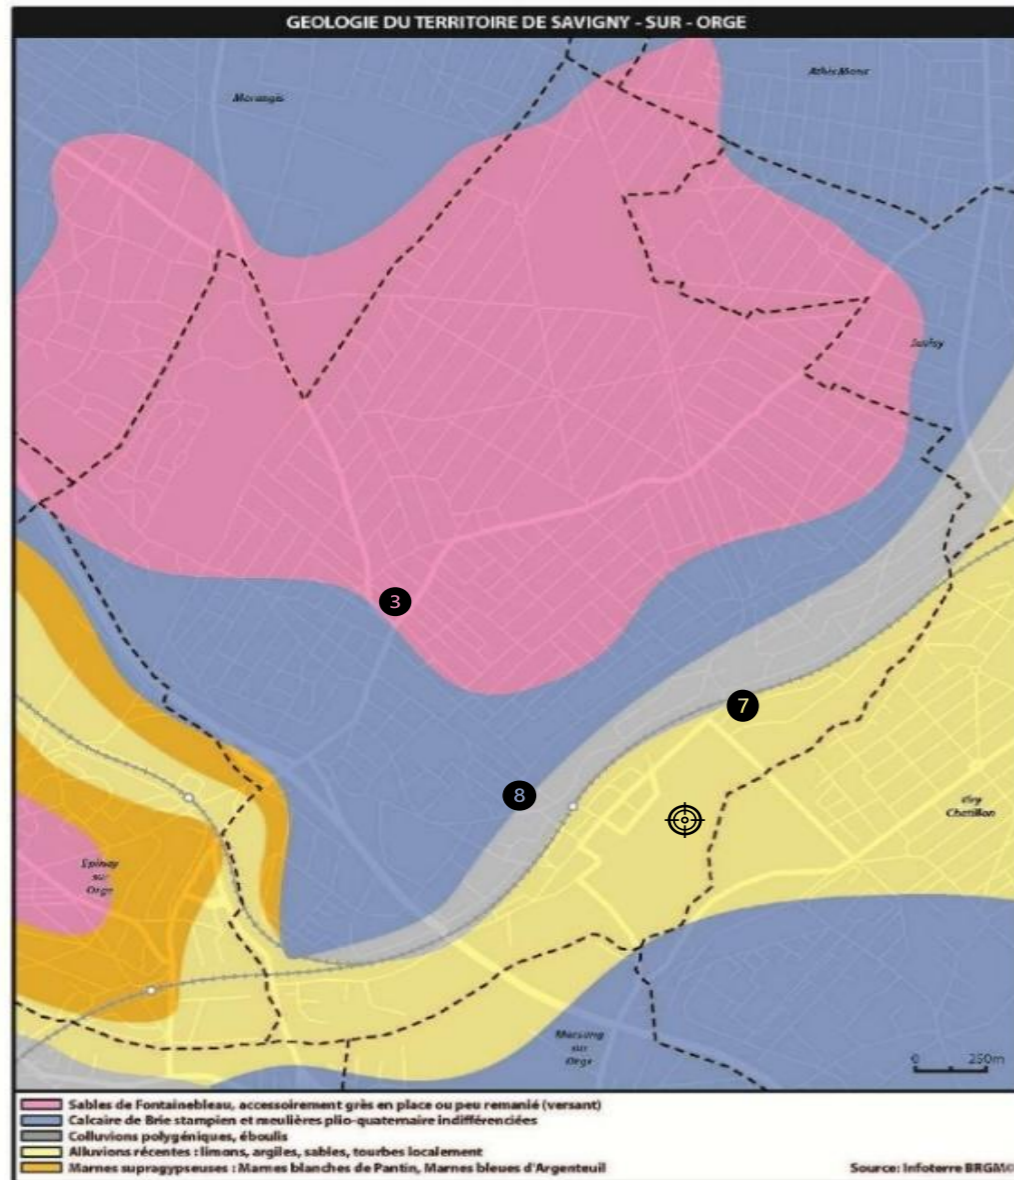 GEOLOGIE DU TERRITOIRE DE SAVIGNY - SUR - ORGE
Athis Mons
Morangis
Juvisy
3
7
8
Viry
Chatillon
Epinay
sur
Orge
Morsang
sur
Orge
0 250m
Sables de Fontainebleau, accessoirement grès en place ou peu remanié (versant)
Calcaire de Brie stampien et meulières plio-quaternaire indifférenciées
Colluvions polygéniques, éboulis
Alluvions récentes : limons, argiles, sables, tourbes localement
Marnes supragypseuses : Marnes blanches de Pantin, Marnes bleues d'Argenteuil
Source: Infoterre BRGM©